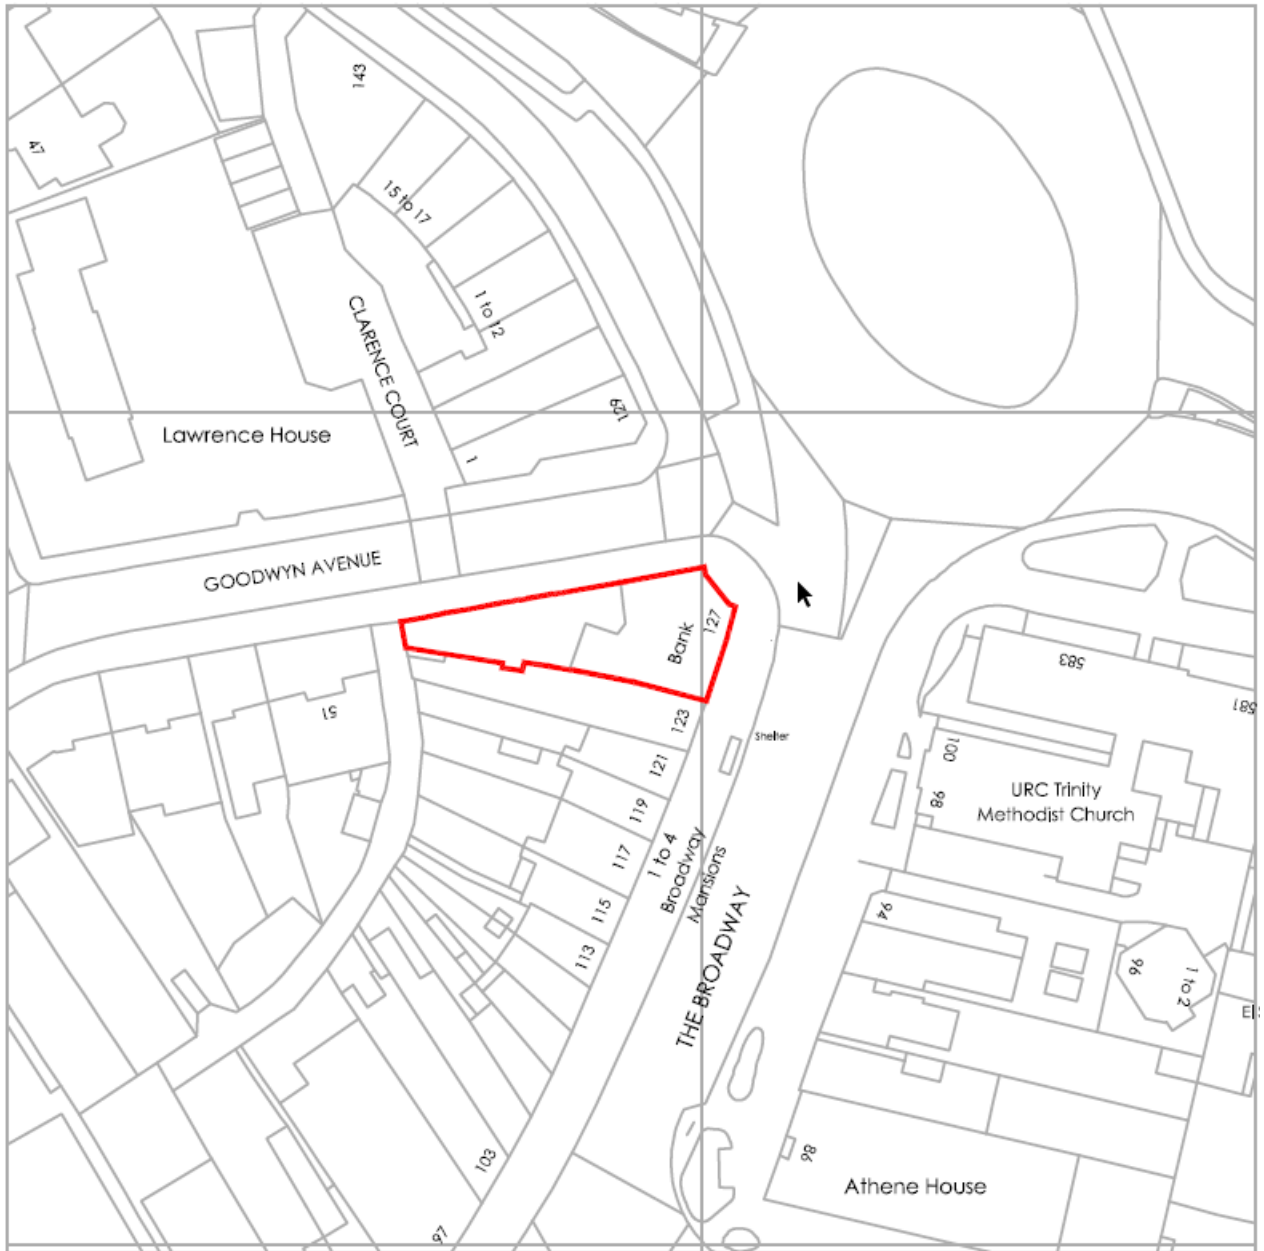 143
47
15 to 17
1 to 12
CLARENCE COURT
129
Lawrence House
1
GOODWYN AVENUE
127
Bank
51
583
581
123
Shelter
121
100
URC Trinity
Methodist Church
98
119
117
1 to 4
Broadway
Mansions
115
94
113
THE BROADWAY
96
1 to 2
103
86
Athene House
97